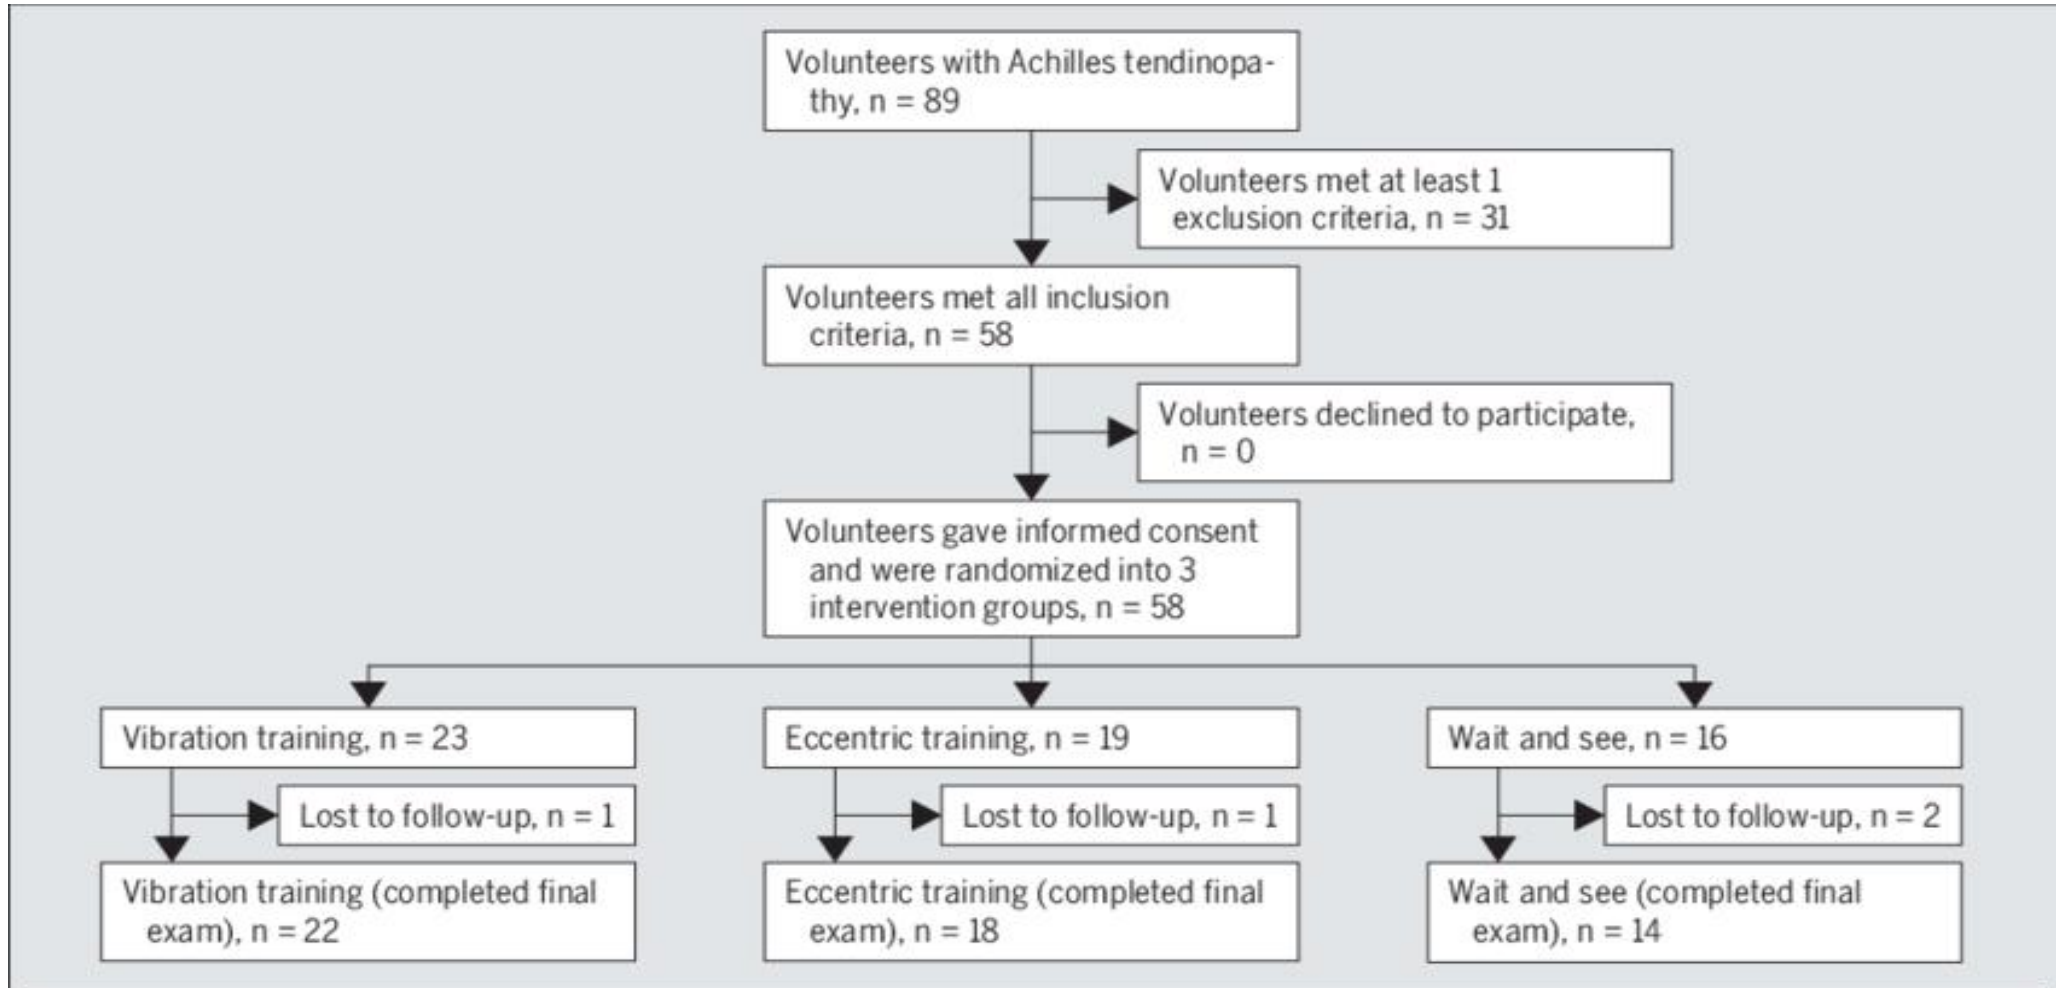 Volunteers with Achilles tendinopa-
thy, n = 89
Volunteers met at least 1
exclusion criteria, n = 31
Volunteers met all inclusion
criteria, n = 58
Volunteers declined to participate,
n = 0
Volunteers gave informed consent
and were randomized into 3
intervention groups, n = 58
Vibration training, n = 23
Eccentric training, n = 19
Wait and see, n = 16
Lost to follow-up, n = 1
Lost to follow-up, n = 1
Lost to follow-up, n = 2
Vibration training (completed final
exam), n = 22
Eccentric training (completed final
exam), n = 18
Wait and see (completed final
exam), n = 14